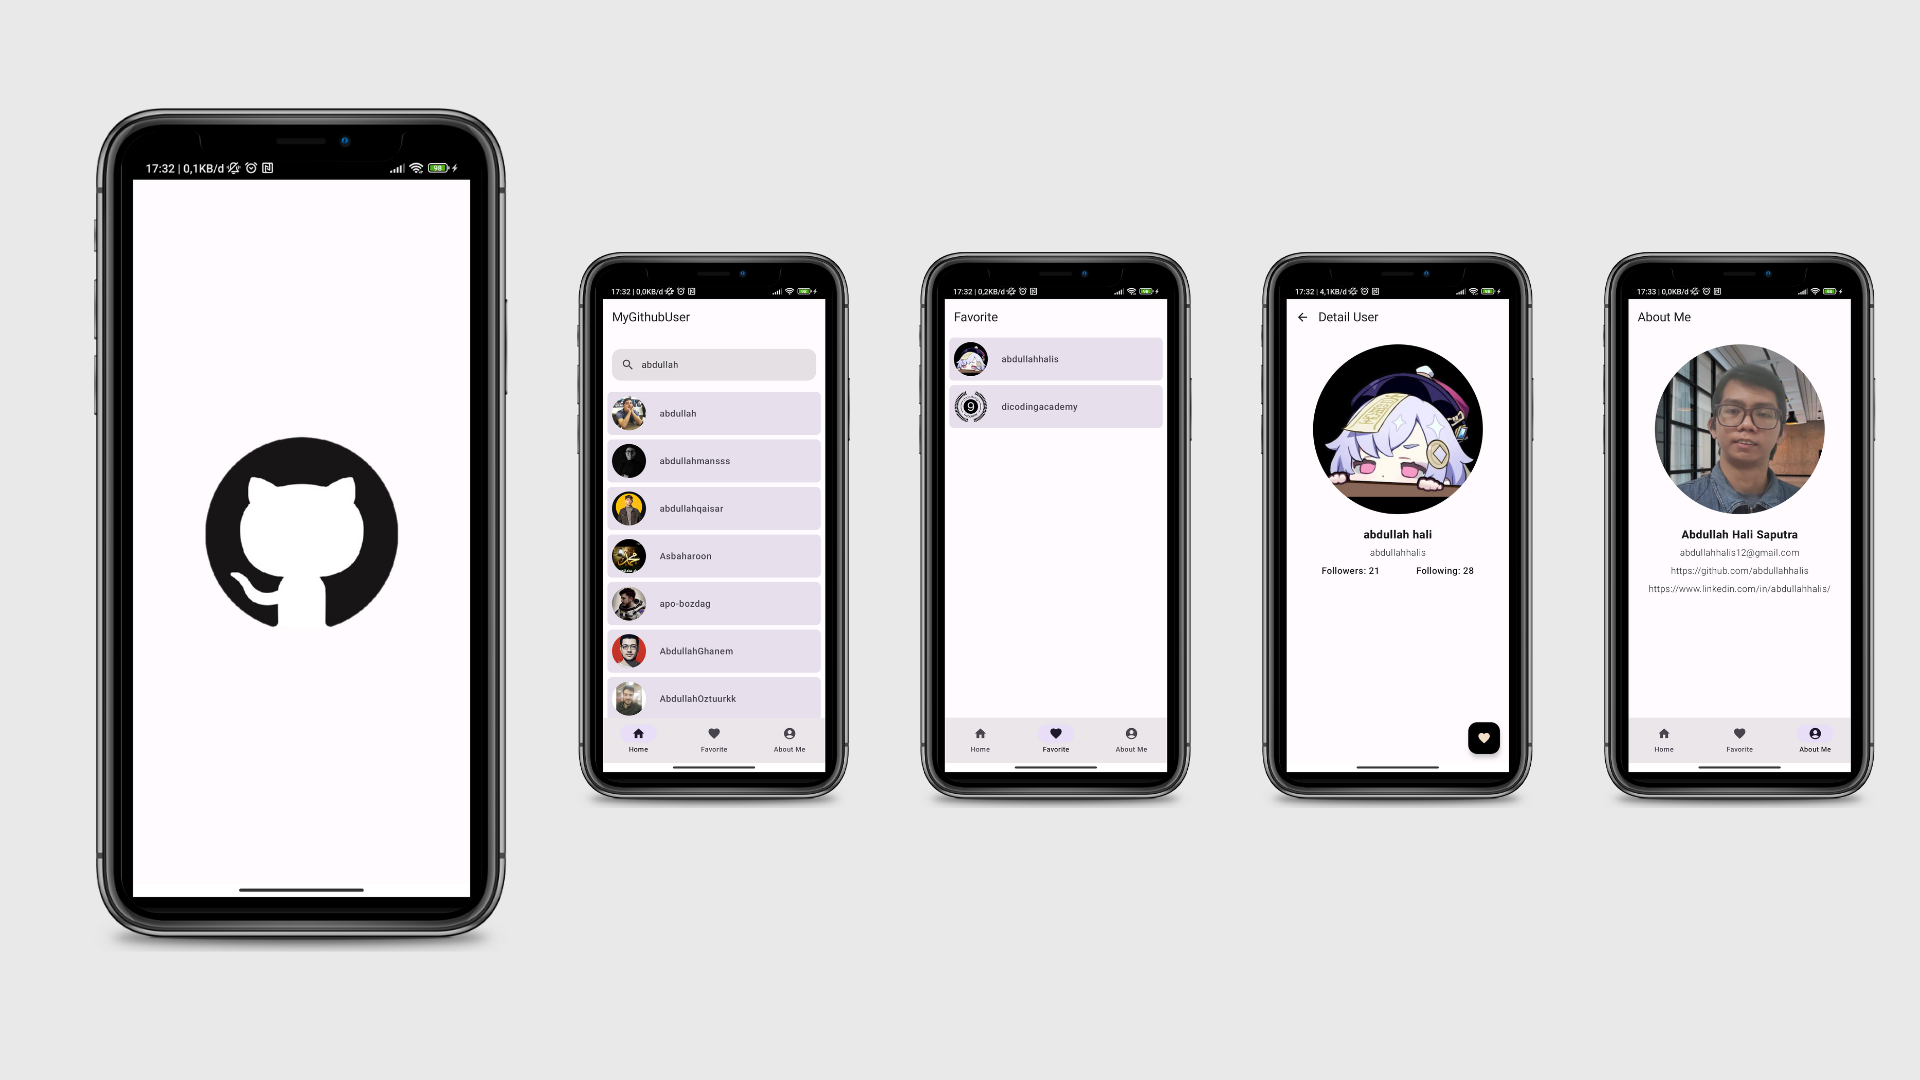 17:32 | 0,1KB/d
98
17:32 | 0,0KB/d
MyGithubUser
abdullah
abdullah
abdullahmansss
abdullahqaisar
Asbaharoon
apo-bozdag
AbdullahGhanem
AbdullahOztuurkk
Home
Favorite
About Me
17:32 | 0,2KB/d
Favorite
abdullahhalis
dicodingacademy
Home
Favorite
About Me
17:32 | 4,1KB/d
Detail User
abdullah hali
abdullahhalis
Followers: 21
Following: 28
17:33 | 0,0KB/d
About Me
Abdullah Hali Saputra
abdullahhalis12@gmail.com
https://github.com/abdullahhalis
https://www.linkedin.com/in/abdullahhalis/
Home
Favorite
About Me